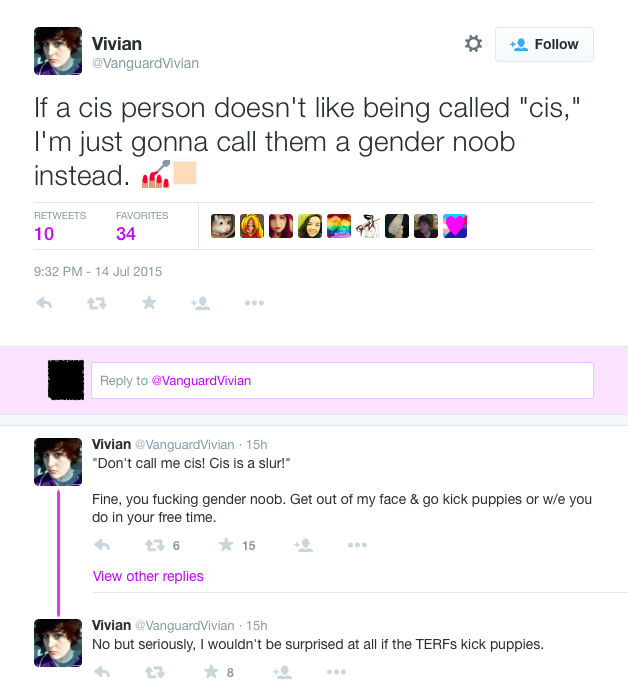 Vivian
@VanguardVivian
Follow
If a cis person doesn't like being called "cis,"
I'm just gonna call them a gender noob
instead. 💅🏼
RETWEETS
FAVORITES
10
34
9:32 PM - 14 Jul 2015
Reply to @VanguardVivian
Vivian @VanguardVivian · 15h
"Don't call me cis! Cis is a slur!"
Fine, you fucking gender noob. Get out of my face & go kick puppies or w/e you
do in your free time.
6
15
View other replies
Vivian @VanguardVivian · 15h
No but seriously, I wouldn't be surprised at all if the TERFs kick puppies.
8